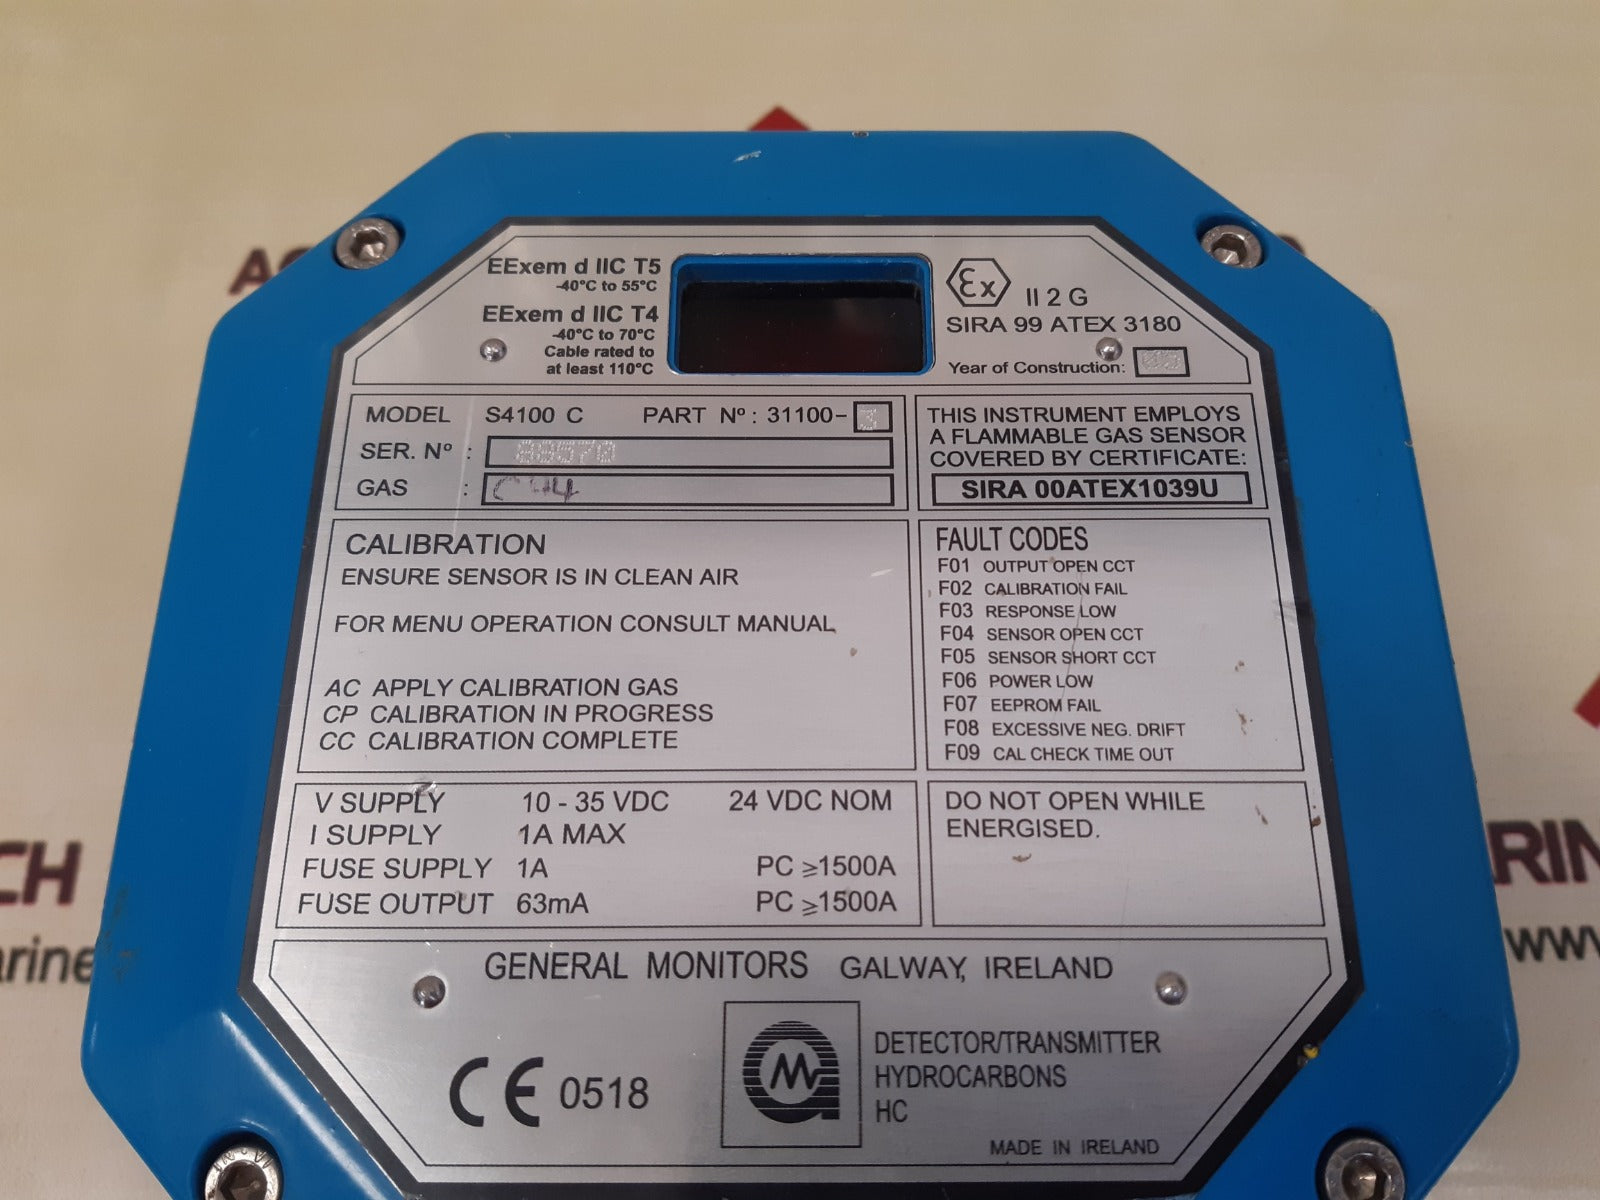 EExem d IIC T5
-40°C to 55°C
EExem d IIC T4
-40°C to 70°C
Cable rated to
at least 110°C
Ex II 2 G
SIRA 99 ATEX 3180
Year of Construction:
MODEL S4100 C PART Nº : 31100-3
SER. Nº :
GAS : CH4
THIS INSTRUMENT EMPLOYS
A FLAMMABLE GAS SENSOR
COVERED BY CERTIFICATE:
SIRA 00ATEX1039U
CALIBRATION
ENSURE SENSOR IS IN CLEAN AIR
FOR MENU OPERATION CONSULT MANUAL
AC APPLY CALIBRATION GAS
CP CALIBRATION IN PROGRESS
CC CALIBRATION COMPLETE
FAULT CODES
F01 OUTPUT OPEN CCT
F02 CALIBRATION FAIL
F03 RESPONSE LOW
F04 SENSOR OPEN CCT
F05 SENSOR SHORT CCT
F06 POWER LOW
F07 EEPROM FAIL
F08 EXCESSIVE NEG. DRIFT
F09 CAL CHECK TIME OUT
V SUPPLY 10 - 35 VDC 24 VDC NOM
I SUPPLY 1A MAX
FUSE SUPPLY 1A PC ≥1500A
FUSE OUTPUT 63mA PC ≥1500A
DO NOT OPEN WHILE
ENERGISED.
GENERAL MONITORS GALWAY, IRELAND
CE 0518
DETECTOR/TRANSMITTER
HYDROCARBONS
HC
MADE IN IRELAND